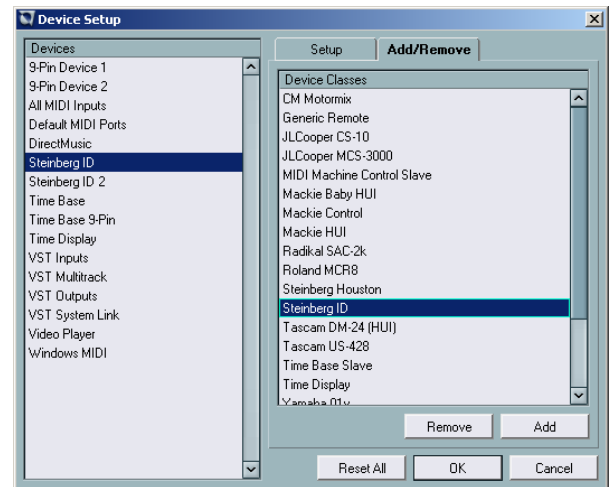 Device Setup
Devices
9-Pin Device 1
9-Pin Device 2
All MIDI Inputs
Default MIDI Ports
DirectMusic
Steinberg ID
Steinberg ID 2
Time Base
Time Base 9-Pin
Time Display
VST Inputs
VST Multitrack
VST Outputs
VST System Link
Video Player
Windows MIDI
Setup
Add/Remove
Device Classes
CM Motormix
Generic Remote
JLCooper CS-10
JLCooper MCS-3000
MIDI Machine Control Slave
Mackie Baby HUI
Mackie Control
Mackie HUI
Radikal SAC-2k
Roland MCR8
Steinberg Houston
Steinberg ID
Tascam DM-24 (HUI)
Tascam US-428
Time Base Slave
Time Display
Yamaha 01v
Remove
Add
Reset All
OK
Cancel